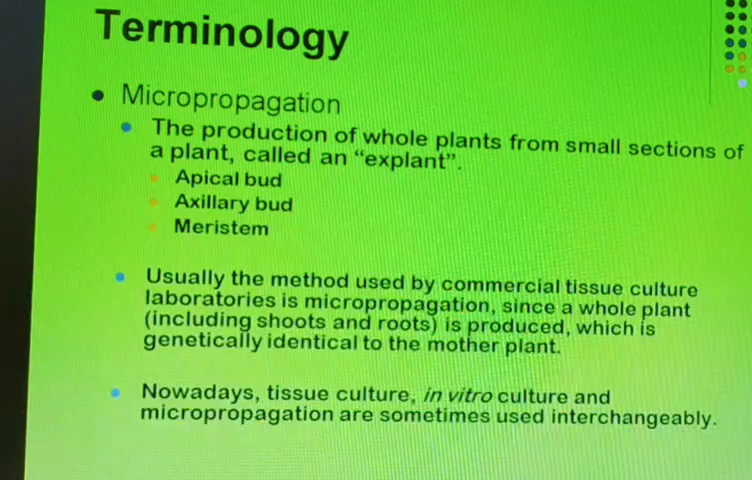 Terminology
Micropropagation
The production of whole plants from small sections of
a plant, called an “explant”.
Apical bud
Axillary bud
Meristem
Usually the method used by commercial tissue culture
laboratories is micropropagation, since a whole plant
(including shoots and roots) is produced, which is
genetically identical to the mother plant.
Nowadays, tissue culture, in vitro culture and
micropropagation are sometimes used interchangeably.